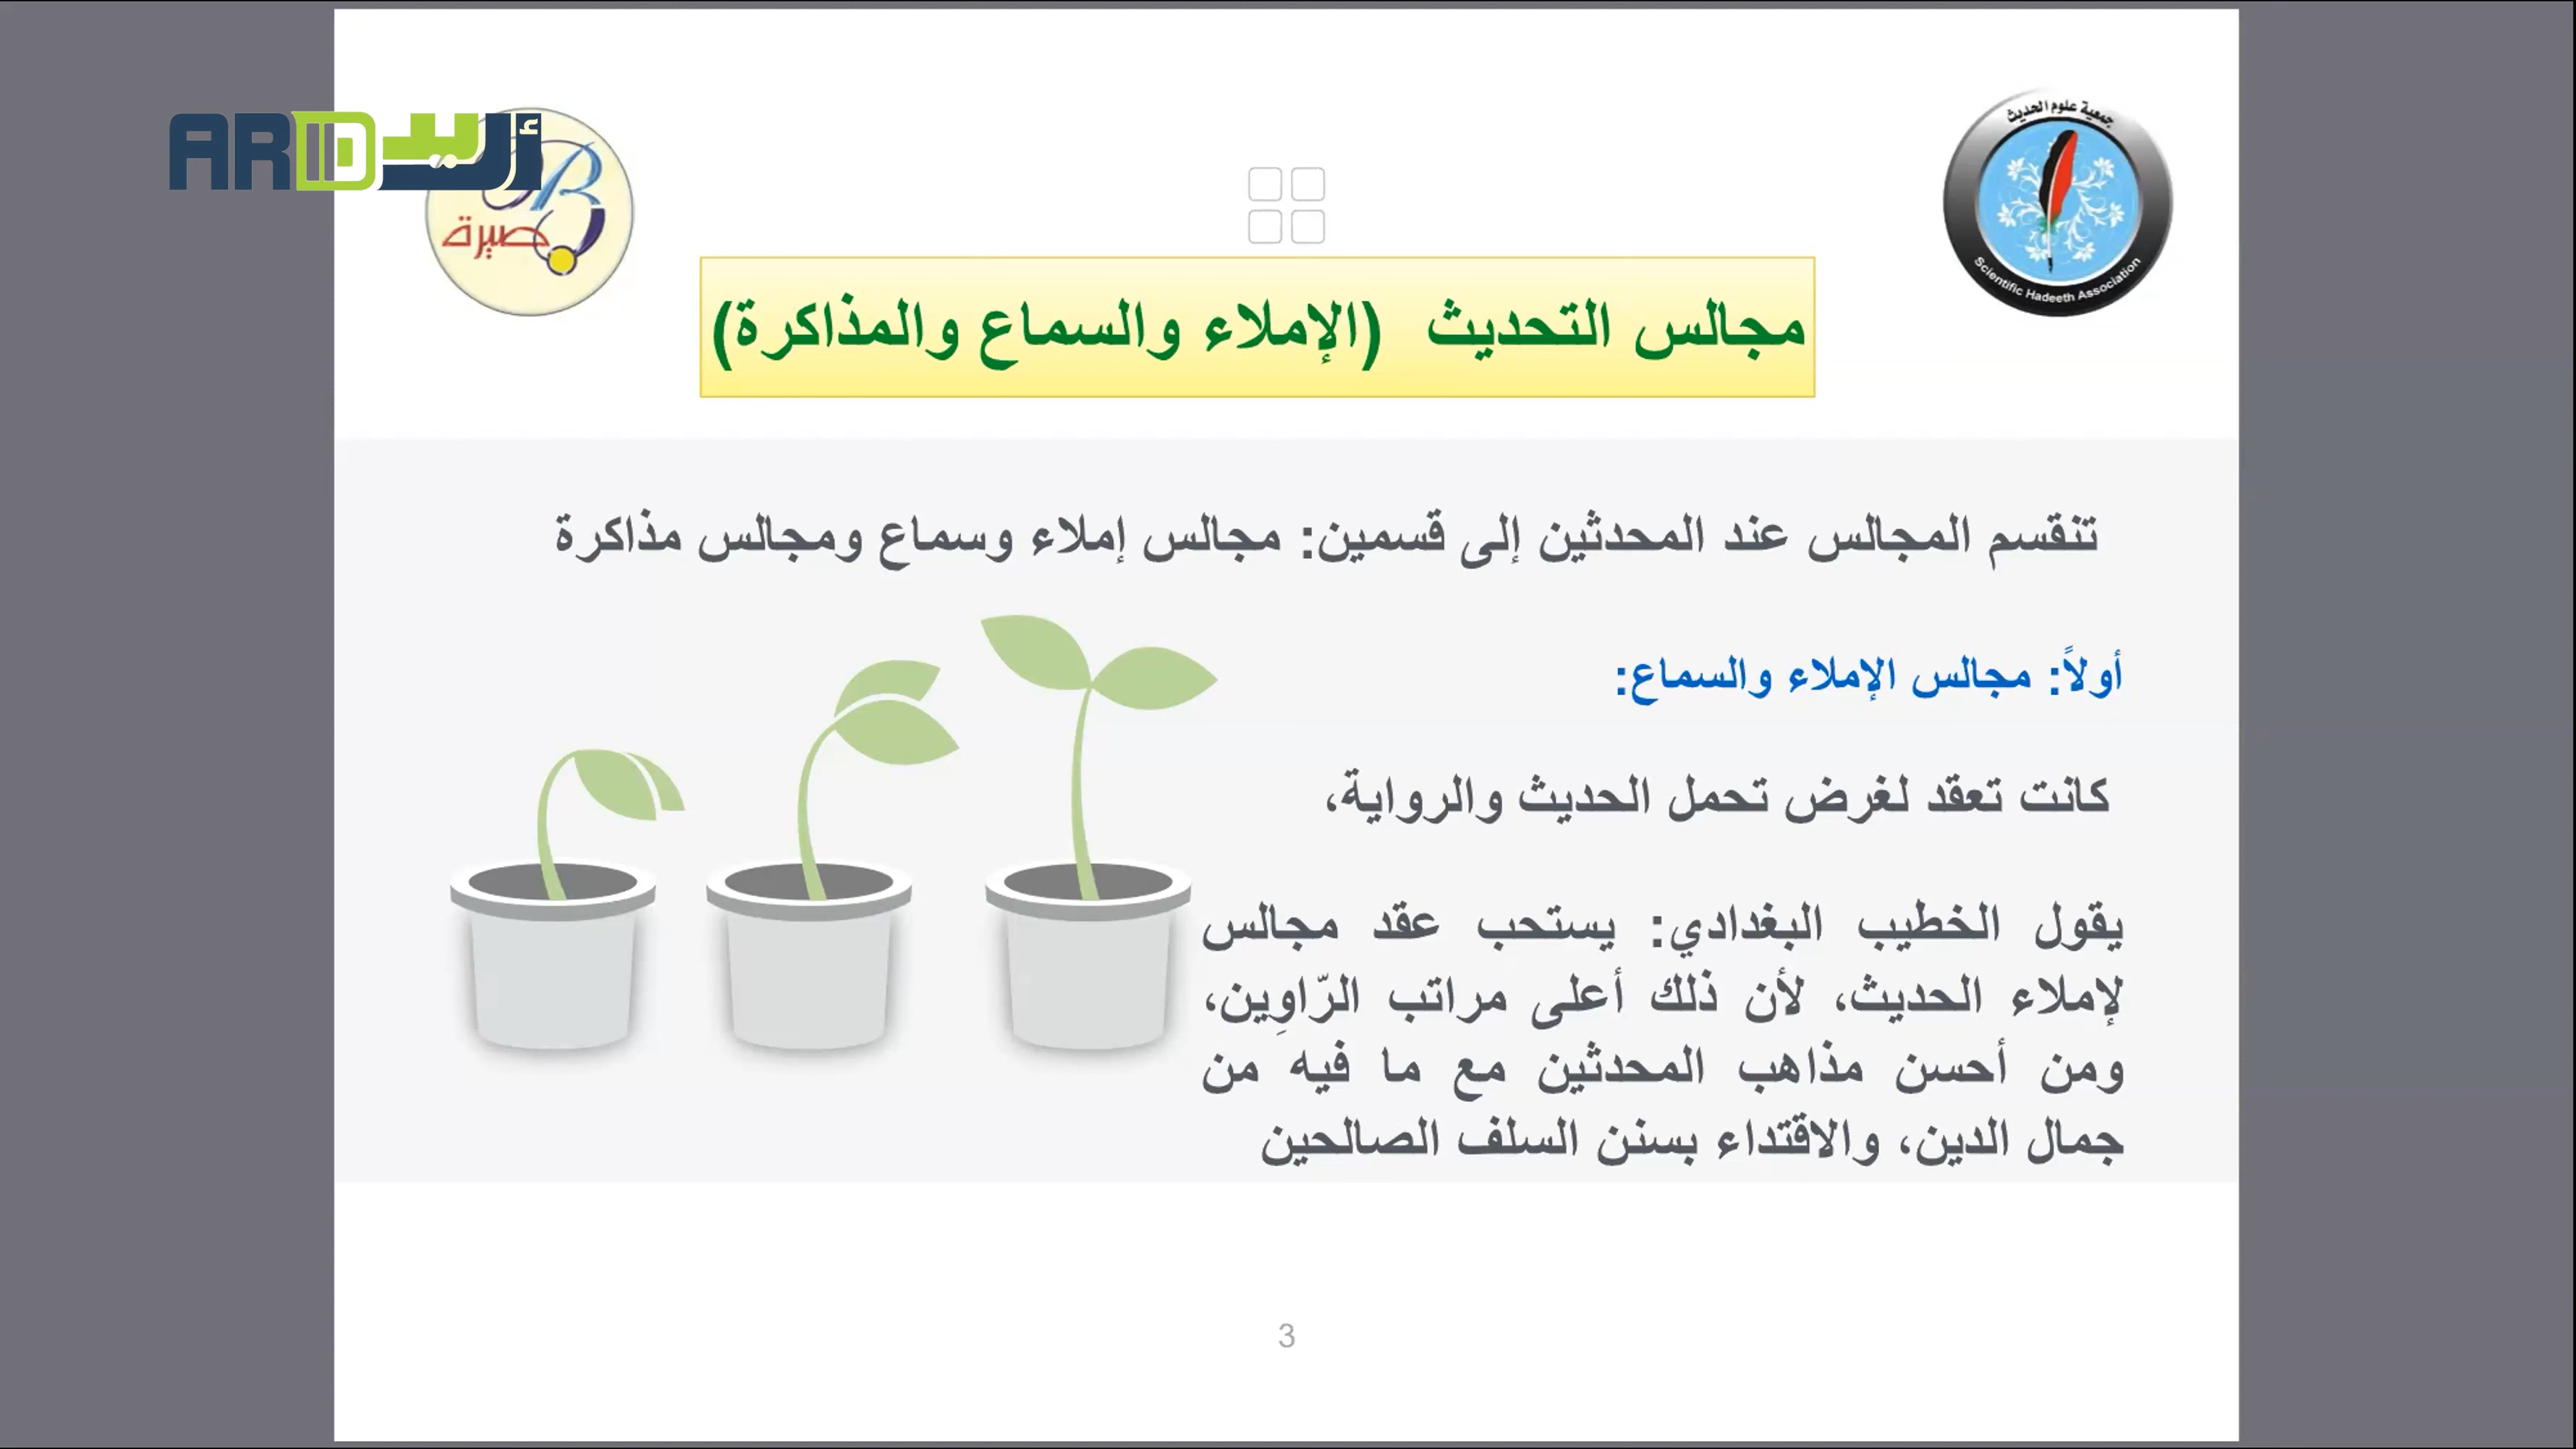 ARID أريد
بصيرة
جمعية علوم الحديث
Scientific Hadeeth Association
مجالس التحديث (الإملاء والسماع والمذاكرة)
تنقسم المجالس عند المحدثين إلى قسمين: مجالس إملاء وسماع ومجالس مذاكرة
أولاً: مجالس الإملاء والسماع:
كانت تعقد لغرض تحمل الحديث والرواية،
يقول الخطيب البغدادي: يستحب عقد مجالس
لإملاء الحديث، لأن ذلك أعلى مراتب الرّاوِين،
ومن أحسن مذاهب المحدثين مع ما فيه من
جمال الدين، والاقتداء بسنن السلف الصالحين
3